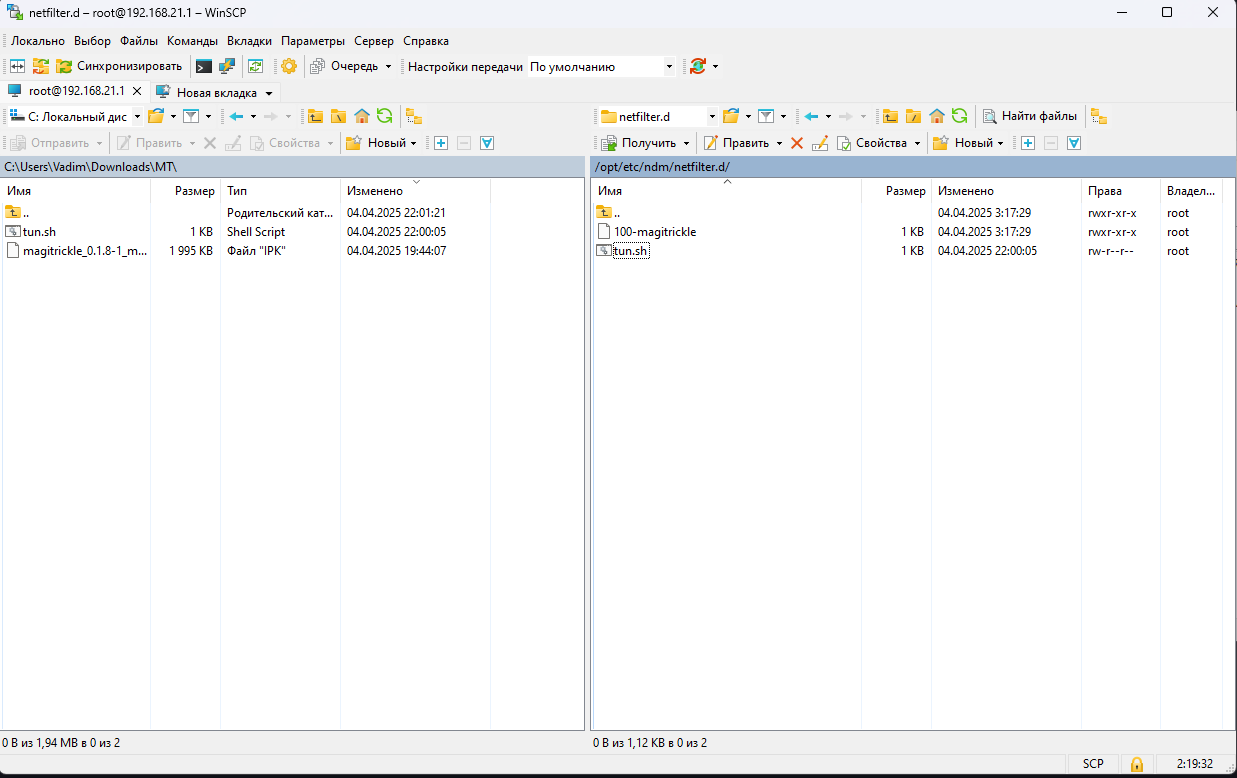 netfilter.d – root@192.168.21.1 – WinSCP
Локально Выбор Файлы Команды Вкладки Параметры Сервер Справка
Синхронизировать Очередь Настройки передачи По умолчанию
root@192.168.21.1 Новая вкладка
C: Локальный дис netfilter.d Найти файлы
Отправить Править Свойства Новый Получить Править Свойства Новый
C:\Users\Vadim\Downloads\MT\ /opt/etc/ndm/netfilter.d/
Имя Размер Тип Изменено Имя Размер Изменено Права Владел...
.. Родительский кат... 04.04.2025 22:01:21 .. 04.04.2025 3:17:29 rwxr-xr-x root
tun.sh 1 KB Shell Script 04.04.2025 22:00:05 100-magitrickle 1 KB 04.04.2025 3:17:29 rwxr-xr-x root
magitrickle_0.1.8-1_m... 1 995 KB Файл "IPK" 04.04.2025 19:44:07 tun.sh 1 KB 04.04.2025 22:00:05 rw-r--r-- root
0 B из 1,94 MB в 0 из 2 0 B из 1,12 KB в 0 из 2
SCP 2:19:32